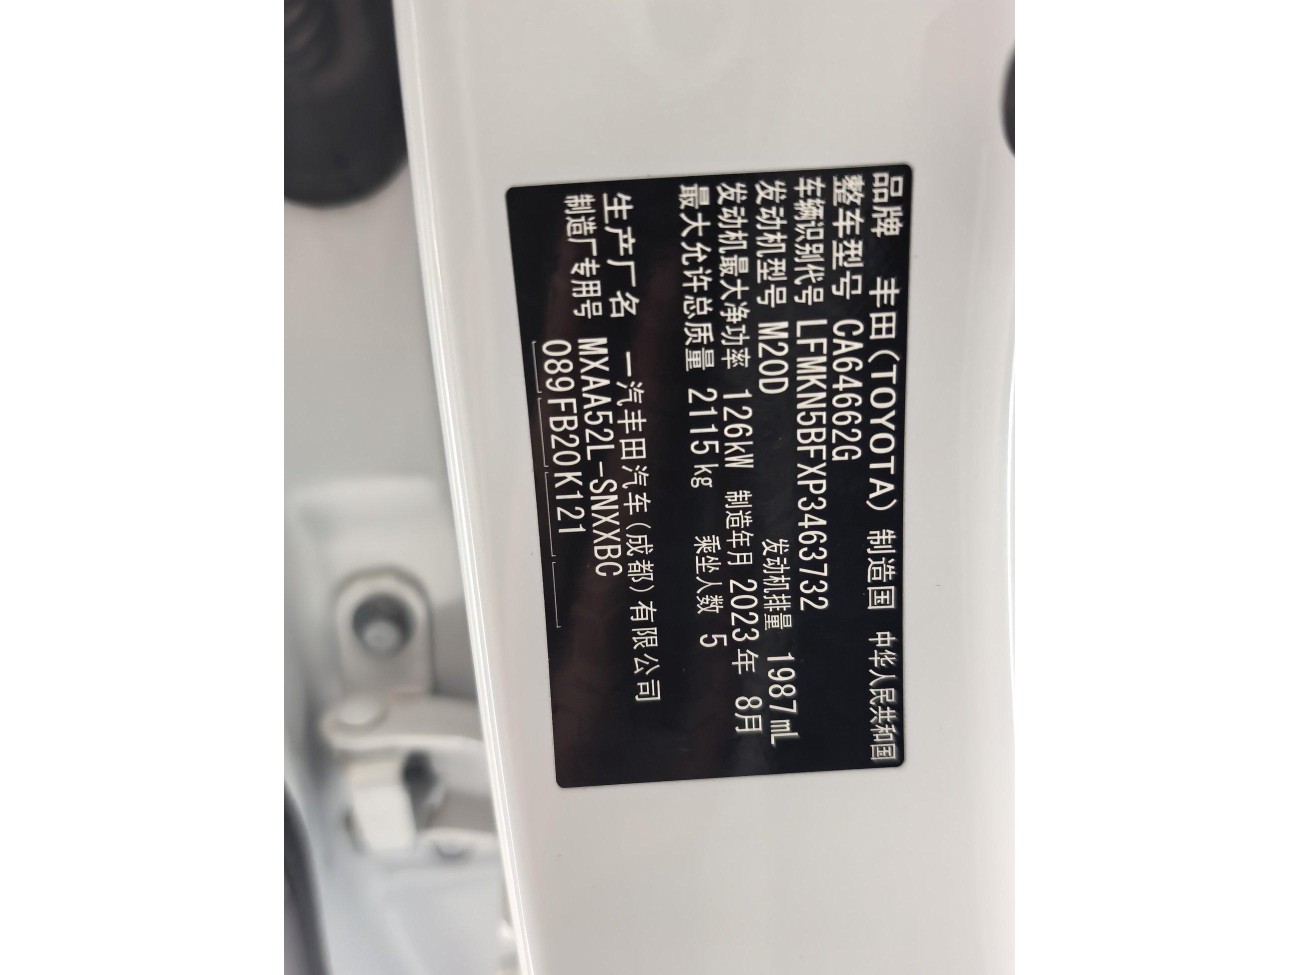 品牌 丰田(TOYOTA) 制造国 中华人民共和国
整车型号 CA64662G
车辆识别代号 LFMKN5BFXP3463732
发动机型号 M20D 发动机排量 1987mL
发动机最大净功率 126kW 制造年月 2023年 8月
最大允许总质量 2115kg 乘坐人数 5
生产厂名 一汽丰田汽车(成都)有限公司
制造厂专用号 MXAA52L-SNXXBC
089FB20K121